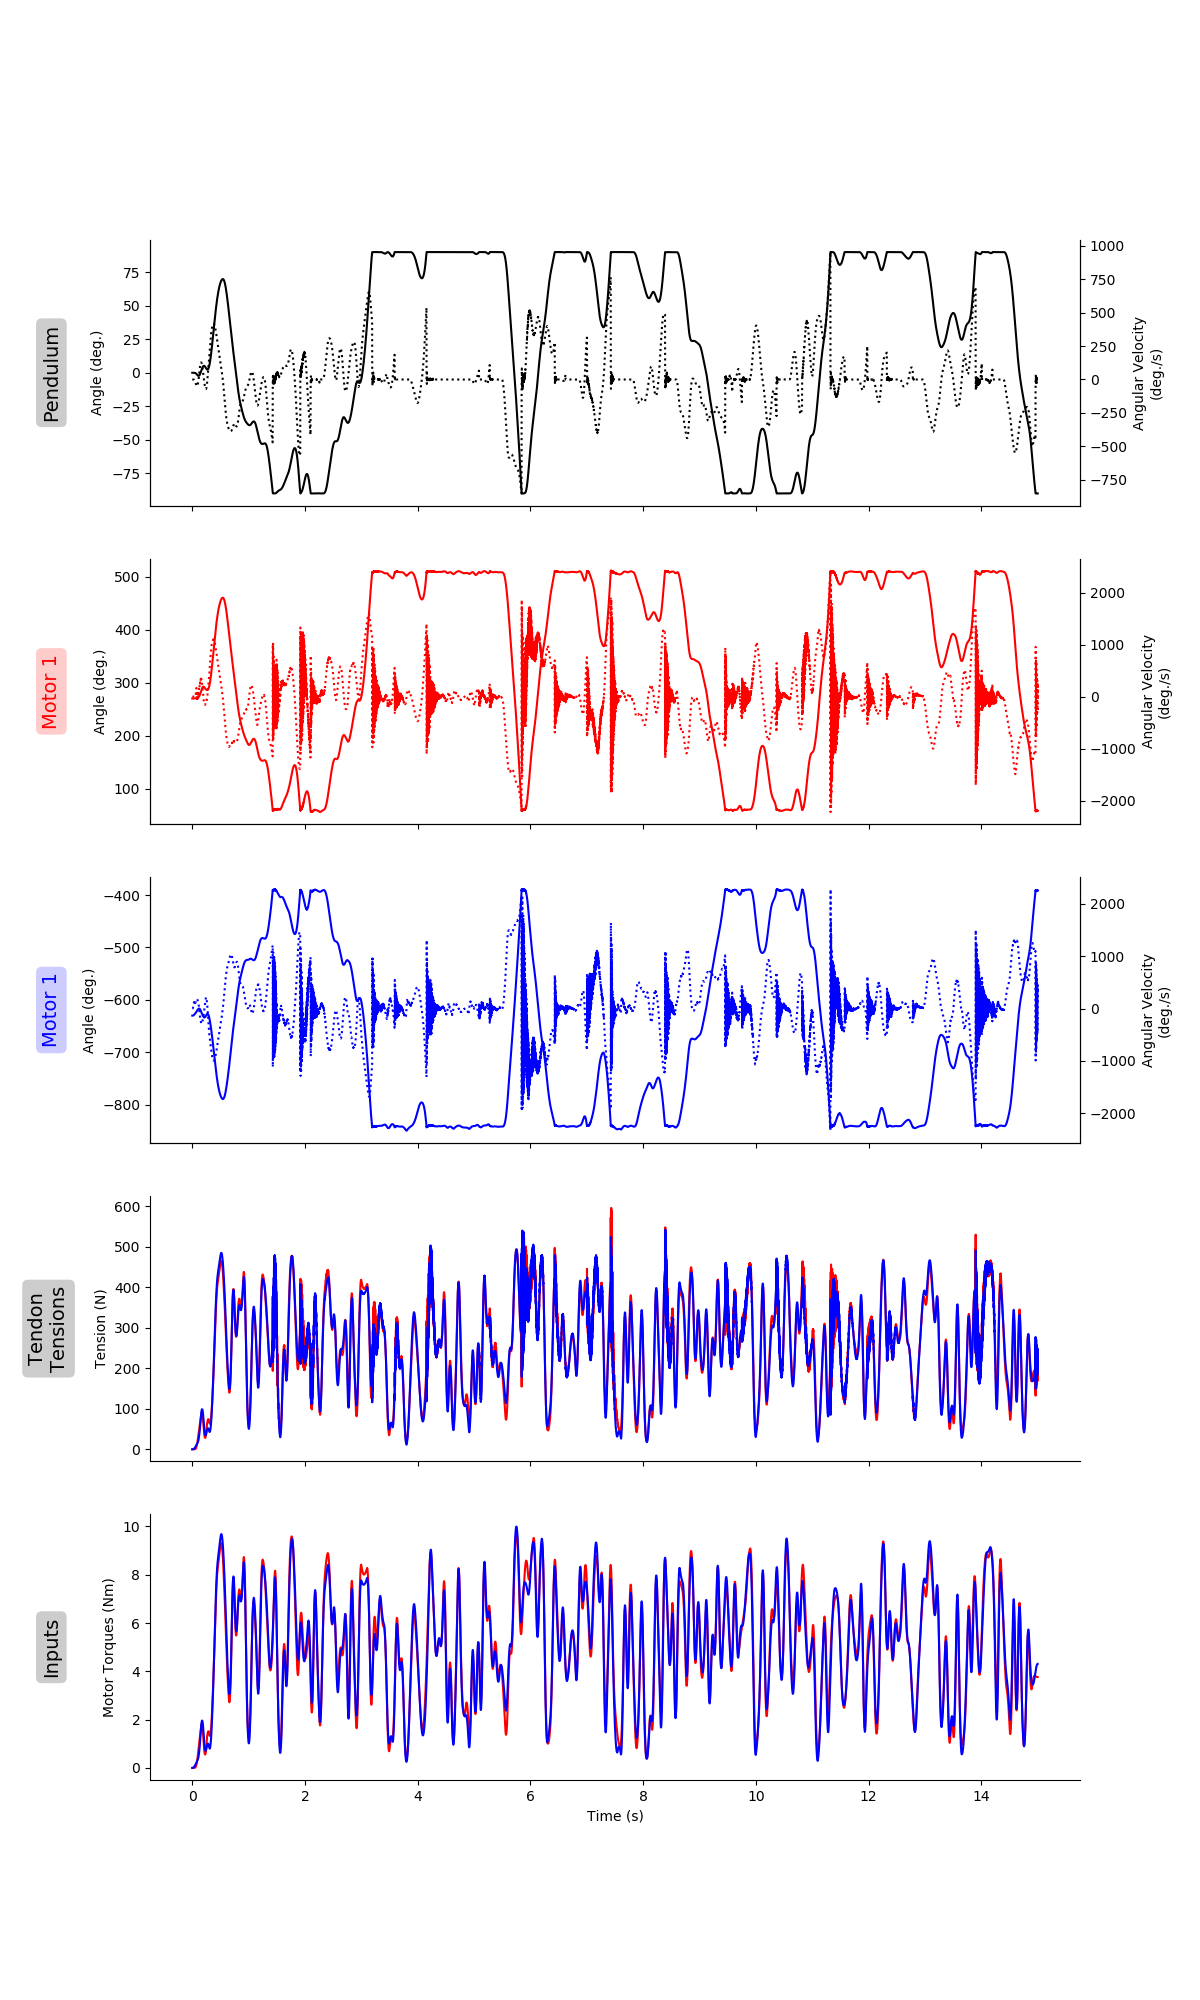 Pendulum
Angle (deg.)
75
50
25
0
−25
−50
−75
1000
750
500
250
0
−250
−500
−750
Angular Velocity
(deg./s)
Motor 1
Angle (deg.)
500
400
300
200
100
2000
1000
0
−1000
−2000
Angular Velocity
(deg./s)
Motor 1
Angle (deg.)
−400
−500
−600
−700
−800
2000
1000
0
−1000
−2000
Angular Velocity
(deg./s)
Tendon
Tensions
Tension (N)
600
500
400
300
200
100
0
Inputs
Motor Torques (Nm)
10
8
6
4
2
0
0 2 4 6 8 10 12 14
Time (s)